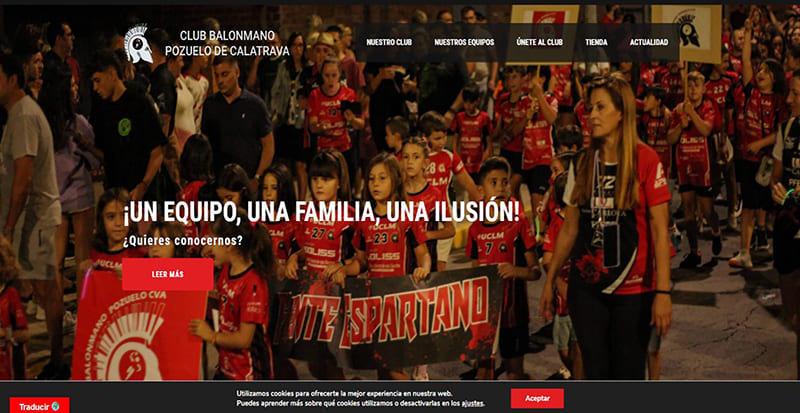 CLUB BALONMANO
POZUELO DE CALATRAVA
NUESTRO CLUB
NUESTROS EQUIPOS
ÚNETE AL CLUB
TIENDA
ACTUALIDAD
¡UN EQUIPO, UNA FAMILIA, UNA ILUSIÓN!
¿Quieres conocernos?
LEER MÁS
UCLM
UCLM
SOLISS
23
28
7
BALONMANO POZUELO CVA
ESPARTANO
Utilizamos cookies para ofrecerte la mejor experiencia en nuestra web.
Puedes aprender más sobre qué cookies utilizamos o desactivarlas en los ajustes.
Aceptar
Traducir